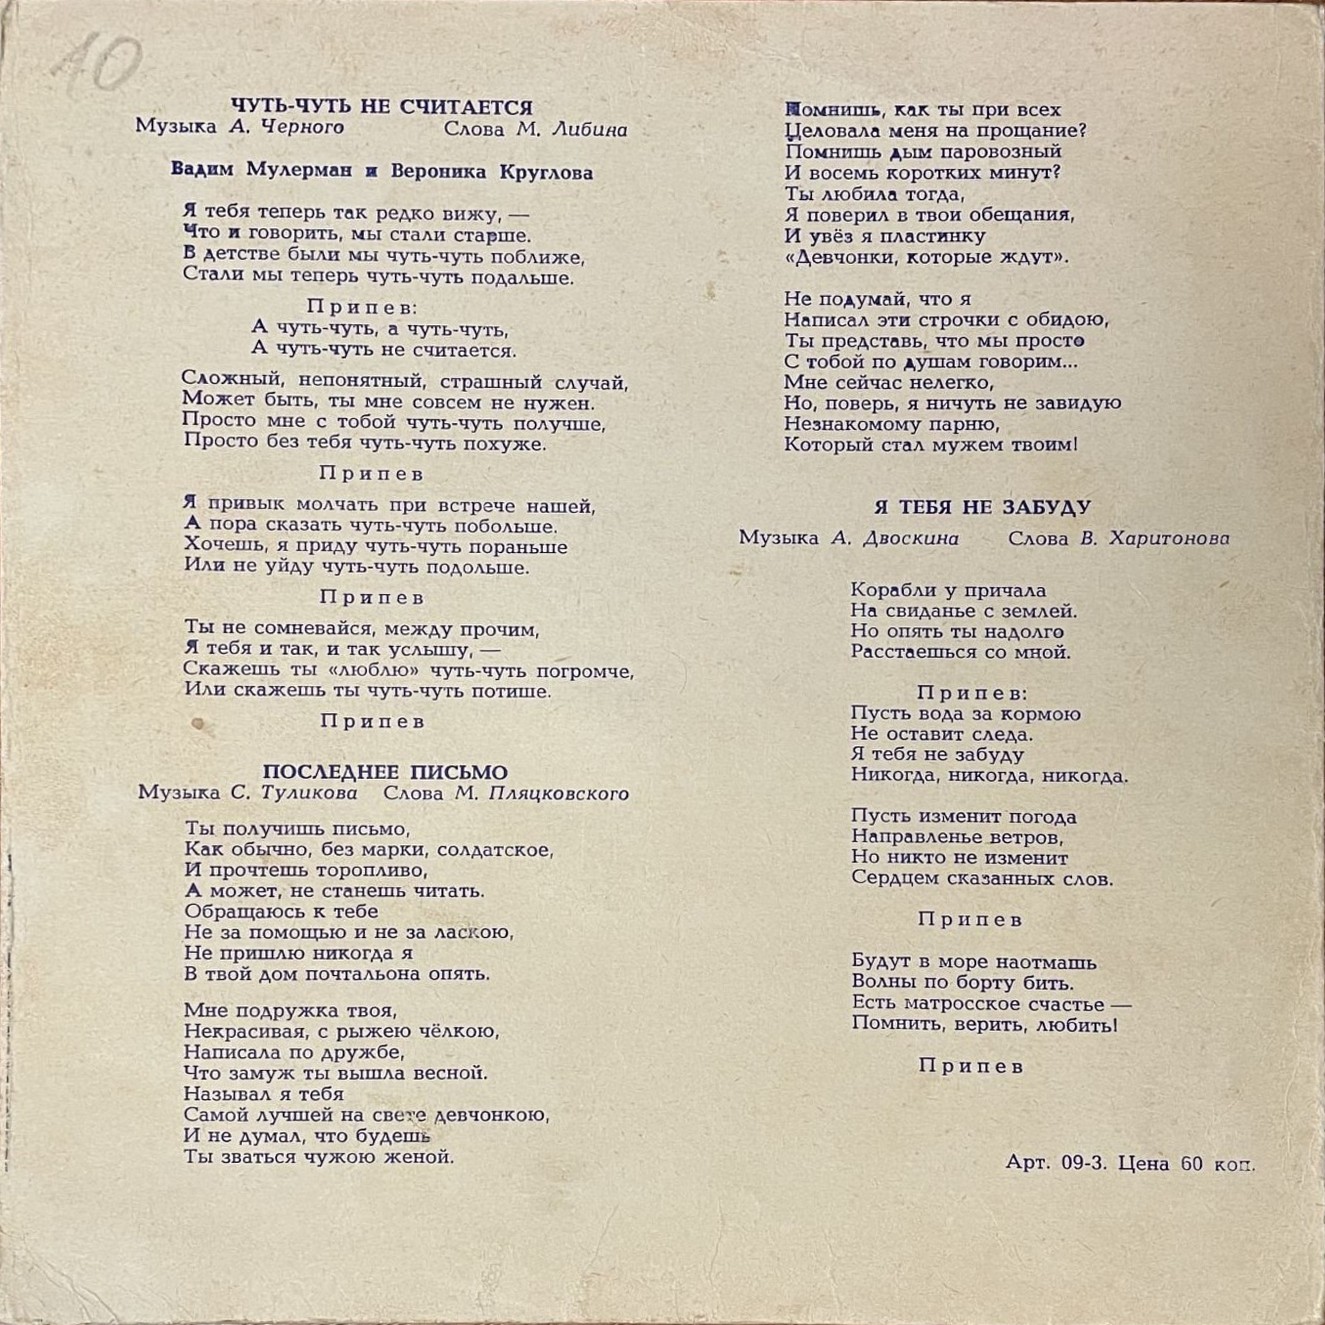 10
ЧУТЬ-ЧУТЬ НЕ СЧИТАЕТСЯ
Музыка А. Черного Слова М. Либина
Вадим Мулерман и Вероника Круглова
Я тебя теперь так редко вижу, —
Что и говорить, мы стали старше.
В детстве были мы чуть-чуть поближе,
Стали мы теперь чуть-чуть подальше.
Припев:
А чуть-чуть, а чуть-чуть,
А чуть-чуть не считается.
Сложный, непонятный, страшный случай,
Может быть, ты мне совсем не нужен.
Просто мне с тобой чуть-чуть получше,
Просто без тебя чуть-чуть похуже.
Припев
Я привык молчать при встрече нашей,
А пора сказать чуть-чуть побольше.
Хочешь, я приду чуть-чуть пораньше
Или не уйду чуть-чуть подольше.
Припев
Ты не сомневайся, между прочим,
Я тебя и так, и так услышу, —
Скажешь ты «люблю» чуть-чуть погромче,
Или скажешь ты чуть-чуть потише.
Припев
ПОСЛЕДНЕЕ ПИСЬМО
Музыка С. Туликова Слова М. Пляцковского
Ты получишь письмо,
Как обычно, без марки, солдатское,
И прочтешь торопливо,
А может, не станешь читать.
Обращаюсь к тебе
Не за помощью и не за ласкою,
Не пришлю никогда я
В твой дом почтальона опять.
Мне подружка твоя,
Некрасивая, с рыжею чёлкою,
Написала по дружбе,
Что замуж ты вышла весной.
Называл я тебя
Самой лучшей на свете девчонкою,
И не думал, что будешь
Ты зваться чужою женой.
Помнишь, как ты при всех
Целовала меня на прощание?
Помнишь дым паровозный
И восемь коротких минут?
Ты любила тогда,
Я поверил в твои обещания,
И увёз я пластинку
«Девчонки, которые ждут».
Не подумай, что я
Написал эти строчки с обидою,
Ты представь, что мы просто
С тобой по душам говорим...
Мне сейчас нелегко,
Но, поверь, я ничуть не завидую
Незнакомому парню,
Который стал мужем твоим!
Я ТЕБЯ НЕ ЗАБУДУ
Музыка А. Двоскина Слова В. Харитонова
Корабли у причала
На свиданье с землей.
Но опять ты надолго
Расстаешься со мной.
Припев:
Пусть вода за кормою
Не оставит следа.
Я тебя не забуду
Никогда, никогда, никогда.
Пусть изменит погода
Направленье ветров,
Но никто не изменит
Сердцем сказанных слов.
Припев
Будут в море наотмашь
Волны по борту бить.
Есть матросское счастье —
Помнить, верить, любить!
Припев
Арт. 09-3. Цена 60 коп.